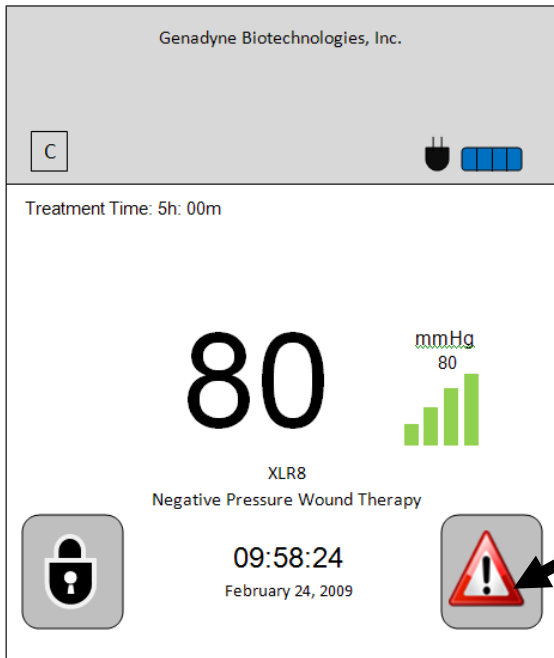 Genadyne Biotechnologies, Inc.
C
Treatment Time: 5h: 00m
80
mmHg
80
XLR8
Negative Pressure Wound Therapy
09:58:24
February 24, 2009